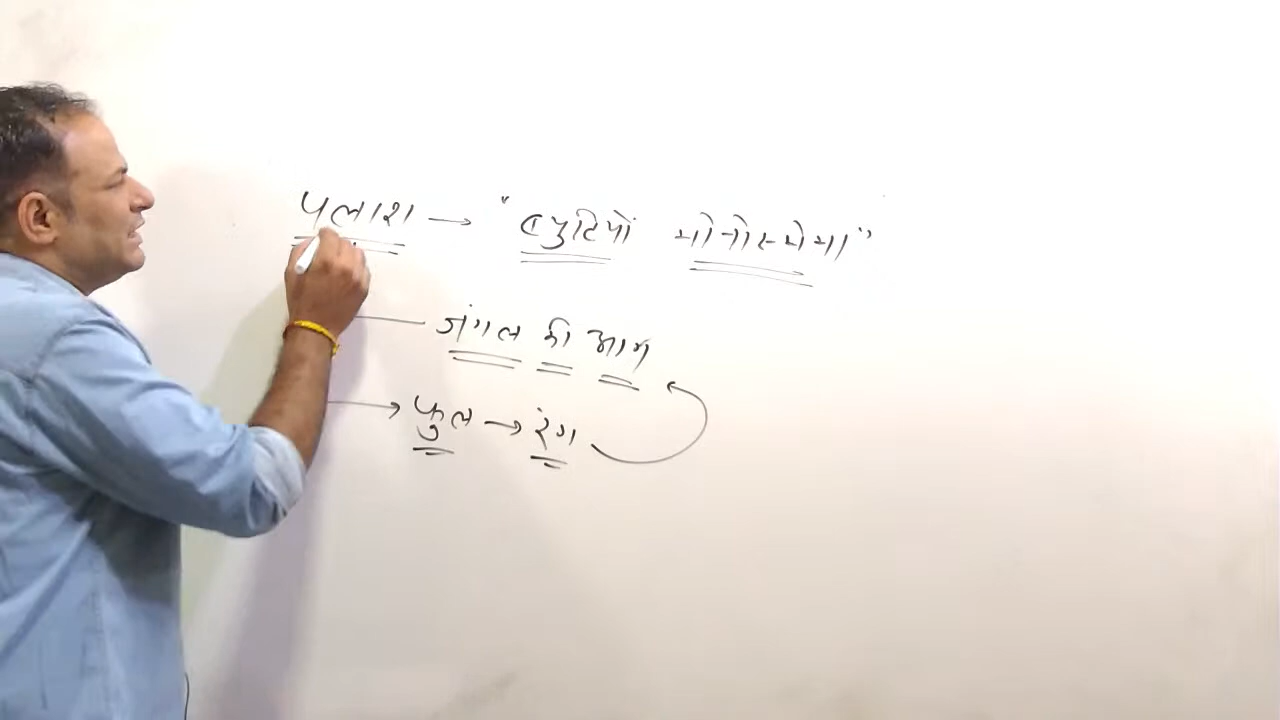 पलाश → "ब्युटियों मोनोस्पेमा"
जंगल की आग
→ फुल → रंग